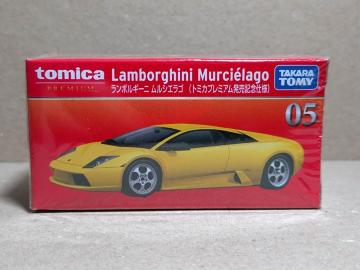 tomica
PREMIUM
Lamborghini Murciélago
ランボルギーニ ムルシエラゴ (トミカプレミアム発売記念仕様)
TAKARA TOMY
05